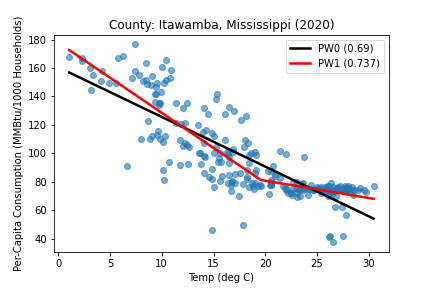 County: Itawamba, Mississippi (2020)
PW0 (0.69)
PW1 (0.737)
Per-Capita Consumption (MMBtu/1000 Households)
180
160
140
120
100
80
60
40
0 5 10 15 20 25 30
Temp (deg C)